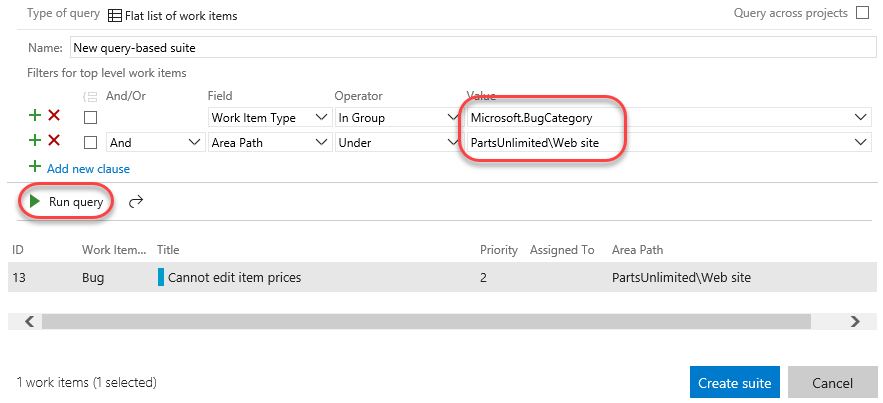 Type of query Flat list of work items Query across projects
Name: New query-based suite
Filters for top level work items
And/Or Field Operator Value
Work Item Type In Group Microsoft.BugCategory
And Area Path Under PartsUnlimited\Web site
Add new clause
Run query
ID Work Item... Title Priority Assigned To Area Path
13 Bug Cannot edit item prices 2 PartsUnlimited\Web site
1 work items (1 selected) Create suite Cancel